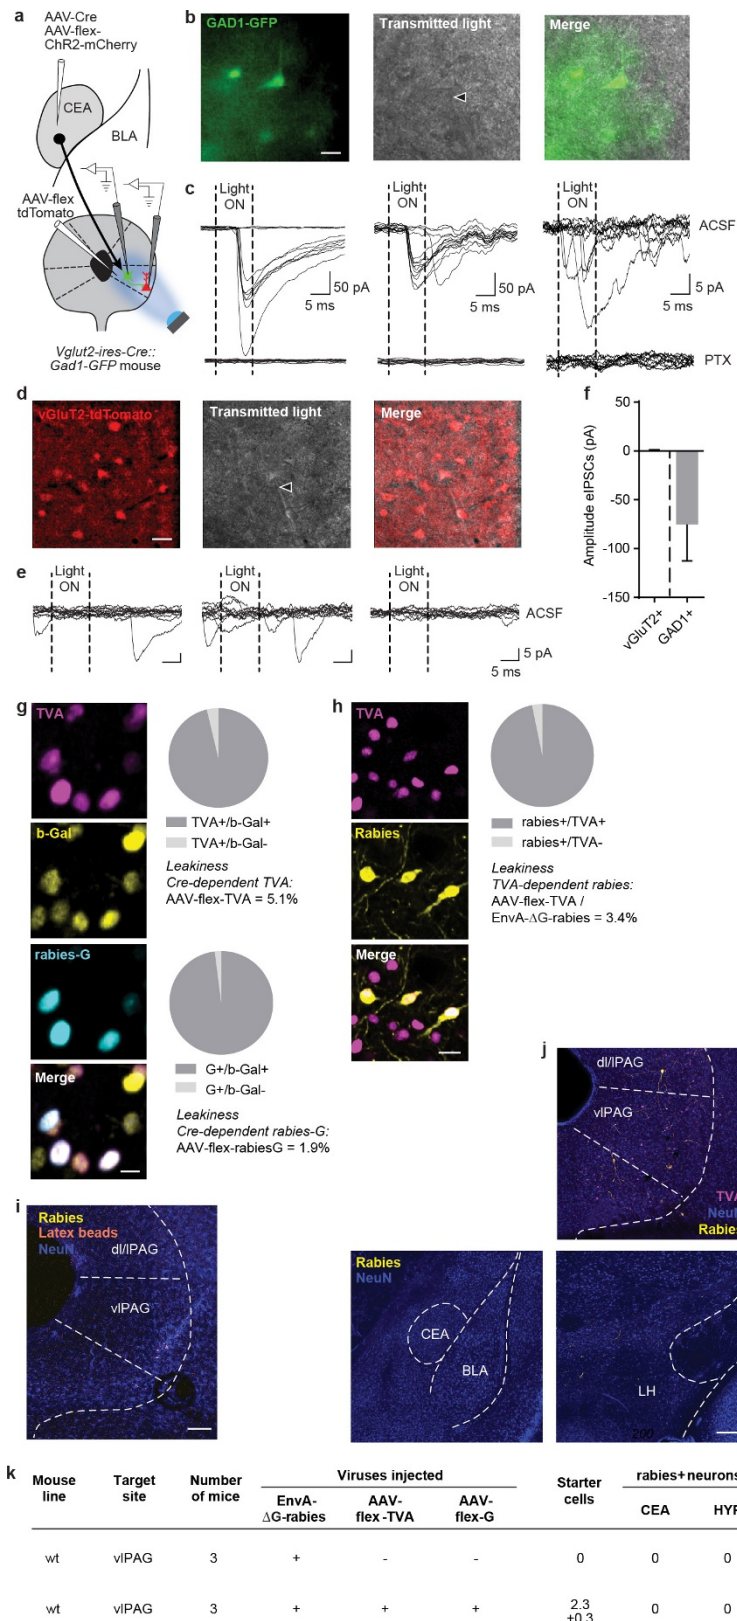 a
AAV-Cre
AAV-flex-
ChR2-mCherry
CEA
BLA
AAV-flex
tdTomato
Vglut2-ires-Cre::
Gad1-GFP mouse
b
GAD1-GFP
Transmitted light
Merge
c
Light
ON
50 pA
5 ms
Light
ON
50 pA
5 ms
Light
ON
ACSF
5 pA
5 ms
PTX
d
vGluT2-tdTomato
Transmitted light
Merge
e
Light
ON
Light
ON
Light
ON
ACSF
5 pA
5 ms
f
Amplitude eIPSCs (pA)
50
0
-50
-100
-150
vGluT2+
GAD1+
g
TVA
b-Gal
rabies-G
Merge
TVA+/b-Gal+
TVA+/b-Gal-
Leakiness
Cre-dependent TVA:
AAV-flex-TVA = 5.1%
G+/b-Gal+
G+/b-Gal-
Leakiness
Cre-dependent rabies-G:
AAV-flex-rabiesG = 1.9%
h
TVA
Rabies
Merge
rabies+/TVA+
rabies+/TVA-
Leakiness
TVA-dependent rabies:
AAV-flex-TVA /
EnvA-ΔG-rabies = 3.4%
i
Rabies
Latex beads
NeuN
dl/lPAG
vlPAG
j
dl/lPAG
vlPAG
TVA
Neu
Rabies
Rabies
NeuN
CEA
BLA
LH
200
k
Mouse line Target site Number of mice Viruses injected Starter cells rabies+ neurons
EnvA-ΔG-rabies AAV-flex-TVA AAV-flex-G CEA HY
wt vlPAG 3 + - - 0 0 0
wt vlPAG 3 + + + 2.3 ±0.3 0 0